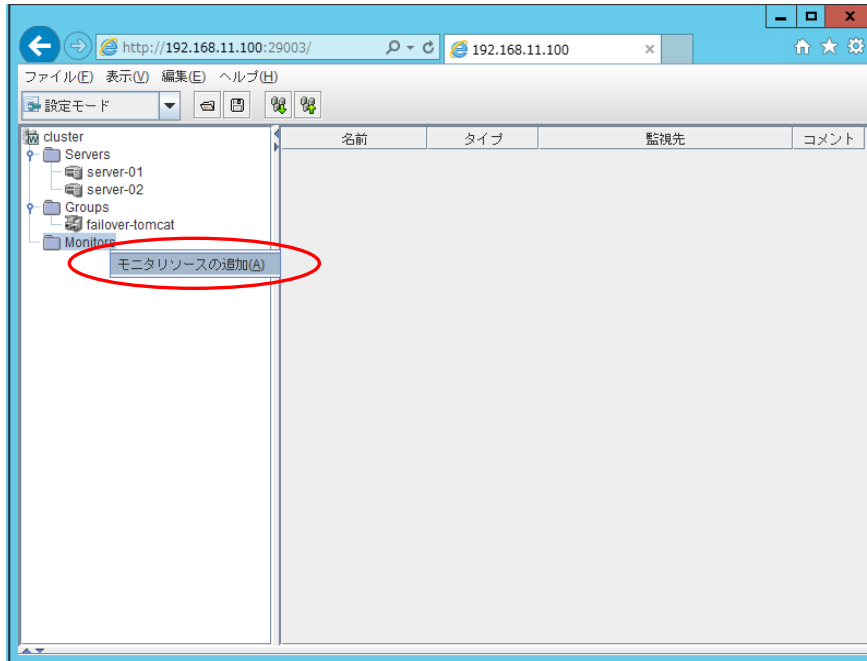 http://192.168.11.100:29003/
192.168.11.100
ファイル(F) 表示(V) 編集(E) ヘルプ(H)
設定モード
cluster
Servers
server-01
server-02
Groups
failover-tomcat
Monitors
モニタリソースの追加(A)
名前 タイプ 監視先 コメント